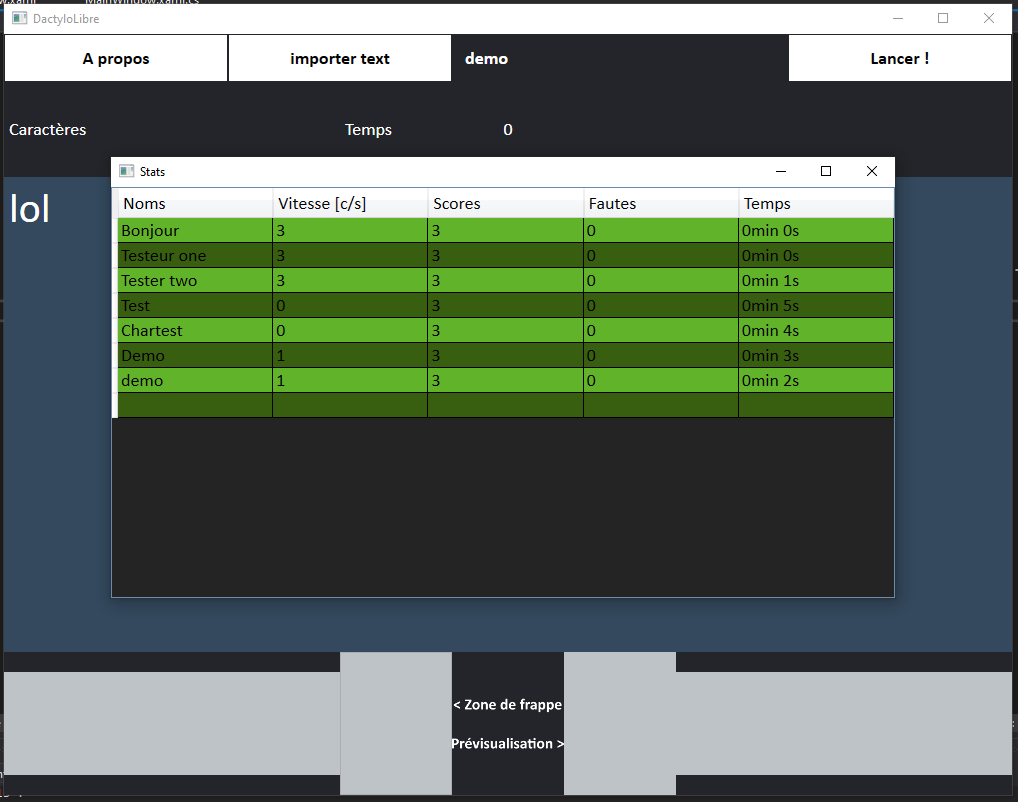 MainWindow.xaml.cs
DactyloLibre
A propos importer text demo Lancer !
Caractères Temps 0
lol
Stats
Noms Vitesse [c/s] Scores Fautes Temps
Bonjour 3 3 0 0min 0s
Testeur one 3 3 0 0min 0s
Tester two 3 3 0 0min 1s
Test 0 3 0 0min 5s
Chartest 0 3 0 0min 4s
Demo 1 3 0 0min 3s
demo 1 3 0 0min 2s
< Zone de frappe
Prévisualisation >